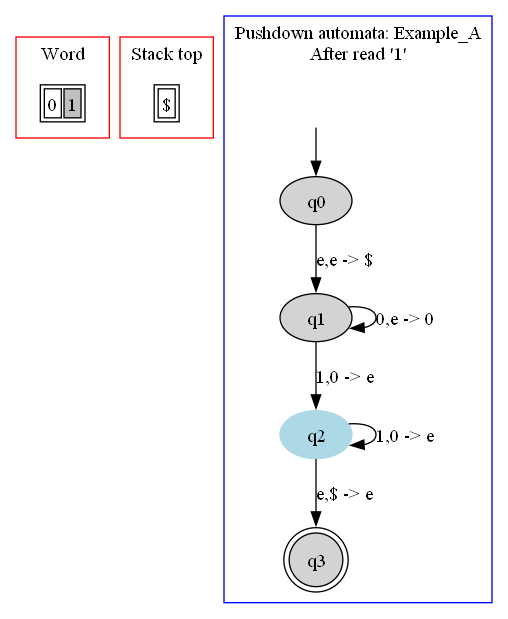 Word
0 1
Stack top
$
Pushdown automata: Example_A
After read '1'
q0
e,e -> $
q1
0,e -> 0
1,0 -> e
q2
1,0 -> e
e,$ -> e
q3